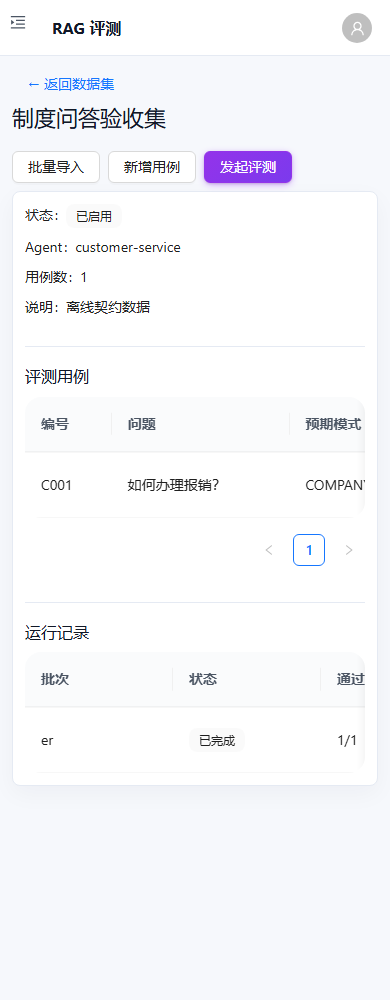 RAG 评测
← 返回数据集
制度问答验收集
批量导入 新增用例 发起评测
状态： 已启用
Agent：customer-service
用例数：1
说明：离线契约数据
评测用例
编号 问题 预期模式
C001 如何办理报销？ COMPANY
1
运行记录
批次 状态 通过
er 已完成 1/1